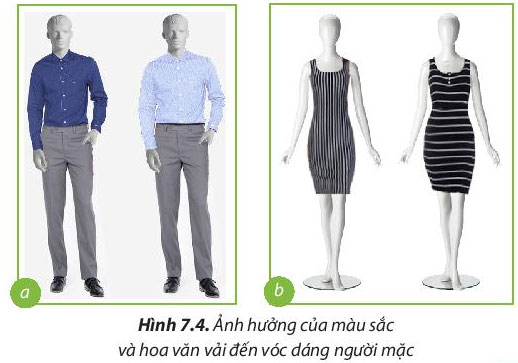 a
b
Hình 7.4. Ảnh hưởng của màu sắc
và hoa văn vải đến vóc dáng người mặc